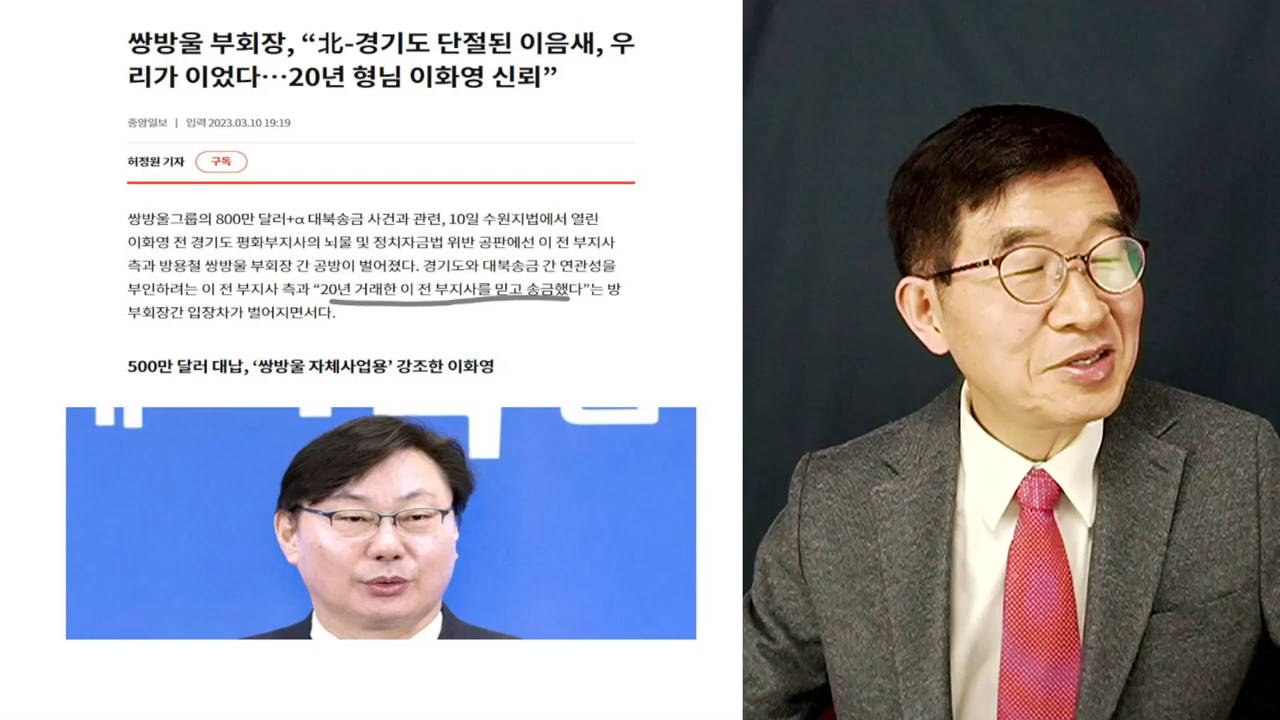 쌍방울 부회장, “北-경기도 단절된 이음새, 우
리가 이었다…20년 형님 이화영 신뢰”
중앙일보 | 입력 2023.03.10 19:19
허정원 기자 구독
쌍방울그룹의 800만 달러+α 대북송금 사건과 관련, 10일 수원지법에서 열린
이화영 전 경기도 평화부지사의 뇌물 및 정치자금법 위반 공판에선 이 전 부지사
측과 방용철 쌍방울 부회장 간 공방이 벌어졌다. 경기도와 대북송금 간 연관성을
부인하려는 이 전 부지사 측과 “20년 거래한 이 전 부지사를 믿고 송금했다”는 방
부회장간 입장차가 벌어지면서다.
500만 달러 대납, ‘쌍방울 자체사업용’ 강조한 이화영